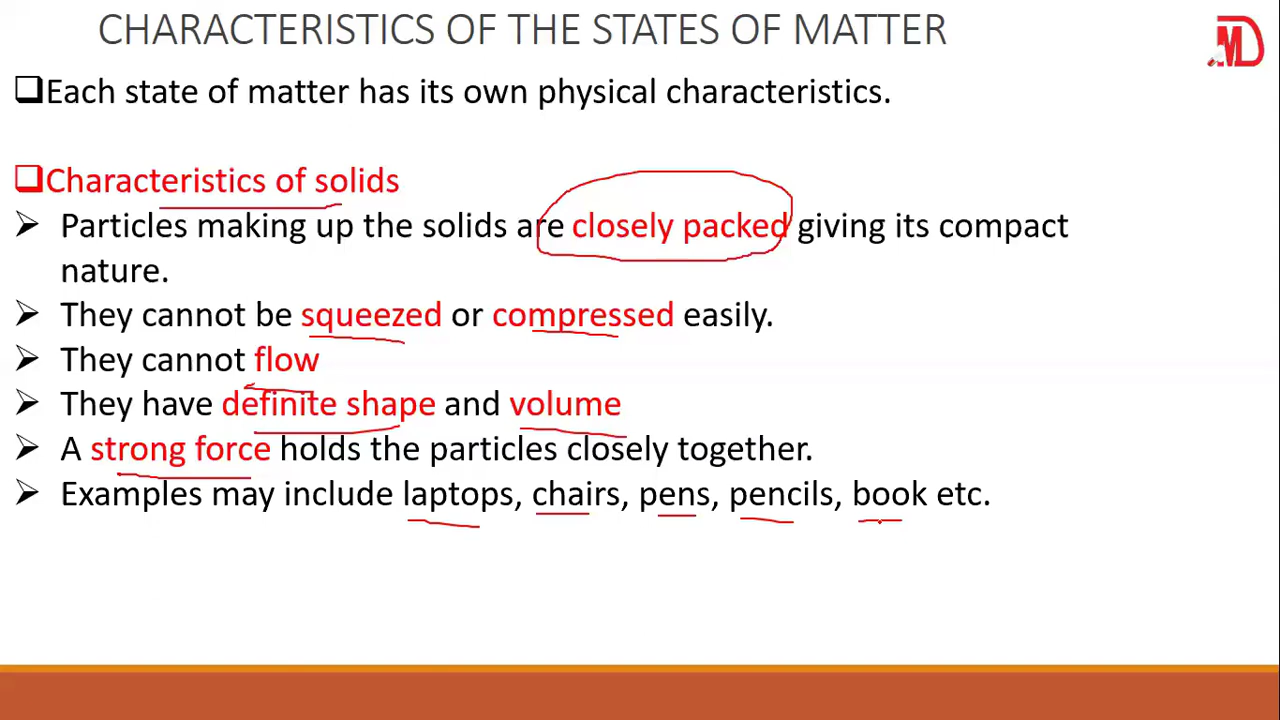 CHARACTERISTICS OF THE STATES OF MATTER
MD
❑Each state of matter has its own physical characteristics.
❑Characteristics of solids
➢ Particles making up the solids are closely packed giving its compact
nature.
➢ They cannot be squeezed or compressed easily.
➢ They cannot flow
➢ They have definite shape and volume
➢ A strong force holds the particles closely together.
➢ Examples may include laptops, chairs, pens, pencils, book etc.